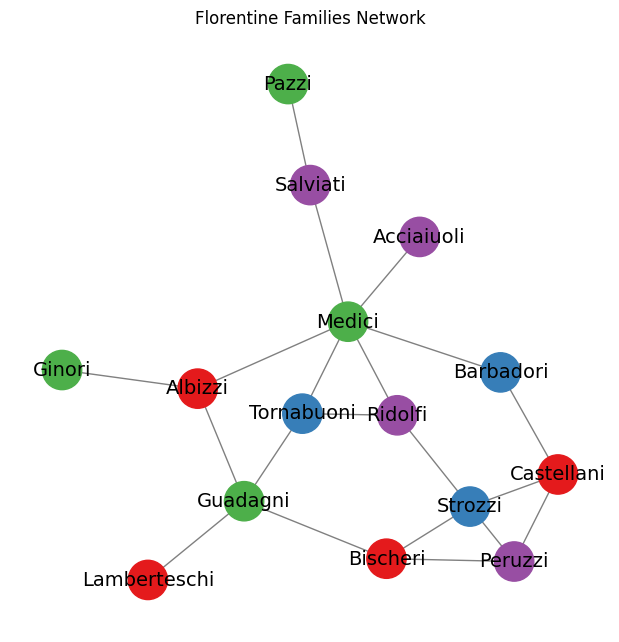 Florentine Families Network
Pazzi
Salviati
Acciaiuoli
Medici
Ginori
Albizzi
Barbadori
Tornabuoni
Ridolfi
Castellani
Guadagni
Strozzi
Bischeri
Peruzzi
Lamberteschi